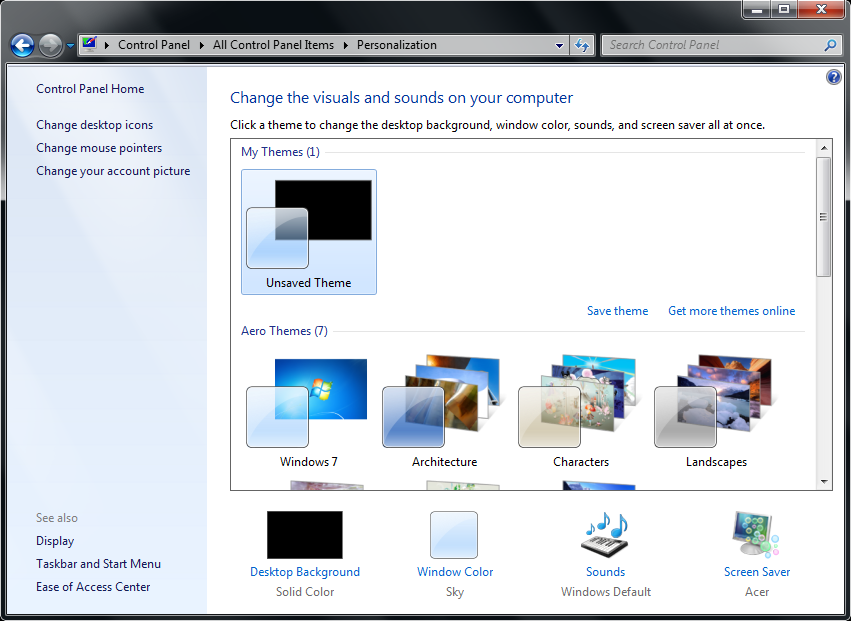 Control Panel
All Control Panel Items
Personalization
Search Control Panel
Control Panel Home
Change desktop icons
Change mouse pointers
Change your account picture
See also
Display
Taskbar and Start Menu
Ease of Access Center
Change the visuals and sounds on your computer
Click a theme to change the desktop background, window color, sounds, and screen saver all at once.
My Themes (1)
Unsaved Theme
Save theme
Get more themes online
Aero Themes (7)
Windows 7
Architecture
Characters
Landscapes
Desktop Background
Solid Color
Window Color
Sky
Sounds
Windows Default
Screen Saver
Acer